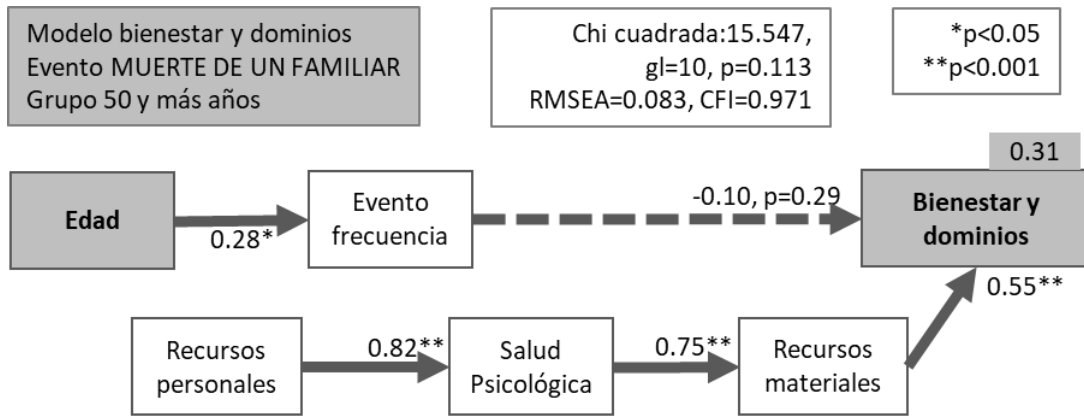 Modelo bienestar y dominios
Evento MUERTE DE UN FAMILIAR
Grupo 50 y más años
Chi cuadrada:15.547,
gl=10, p=0.113
RMSEA=0.083, CFI=0.971
*p<0.05
**p<0.001
0.31
Edad
0.28*
Evento
frecuencia
-0.10, p=0.29
Bienestar y
dominios
0.55**
Recursos
personales
0.82**
Salud
Psicológica
0.75**
Recursos
materiales